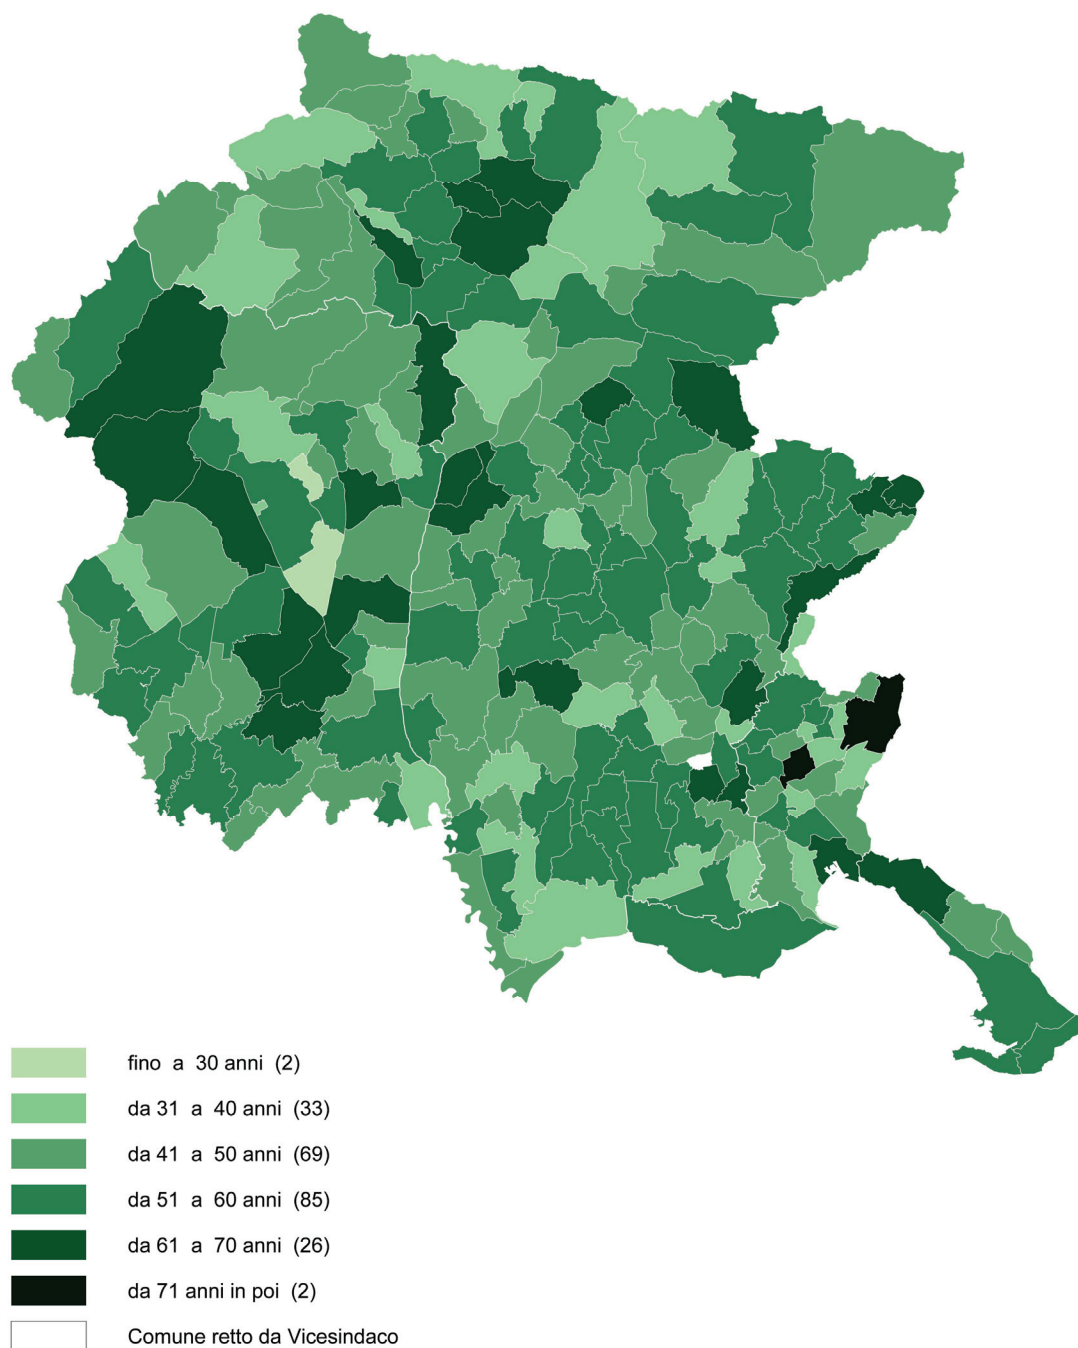 fino a 30 anni (2)
da 31 a 40 anni (33)
da 41 a 50 anni (69)
da 51 a 60 anni (85)
da 61 a 70 anni (26)
da 71 anni in poi (2)
Comune retto da Vicesindaco